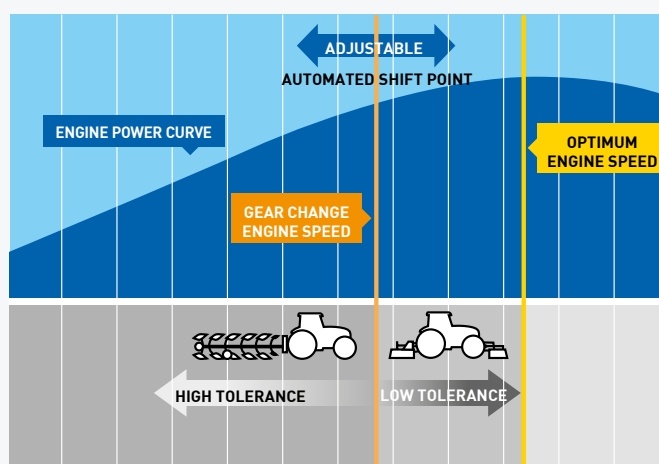 ADJUSTABLE
AUTOMATED SHIFT POINT
ENGINE POWER CURVE
OPTIMUM
ENGINE SPEED
GEAR CHANGE
ENGINE SPEED
HIGH TOLERANCE
LOW TOLERANCE